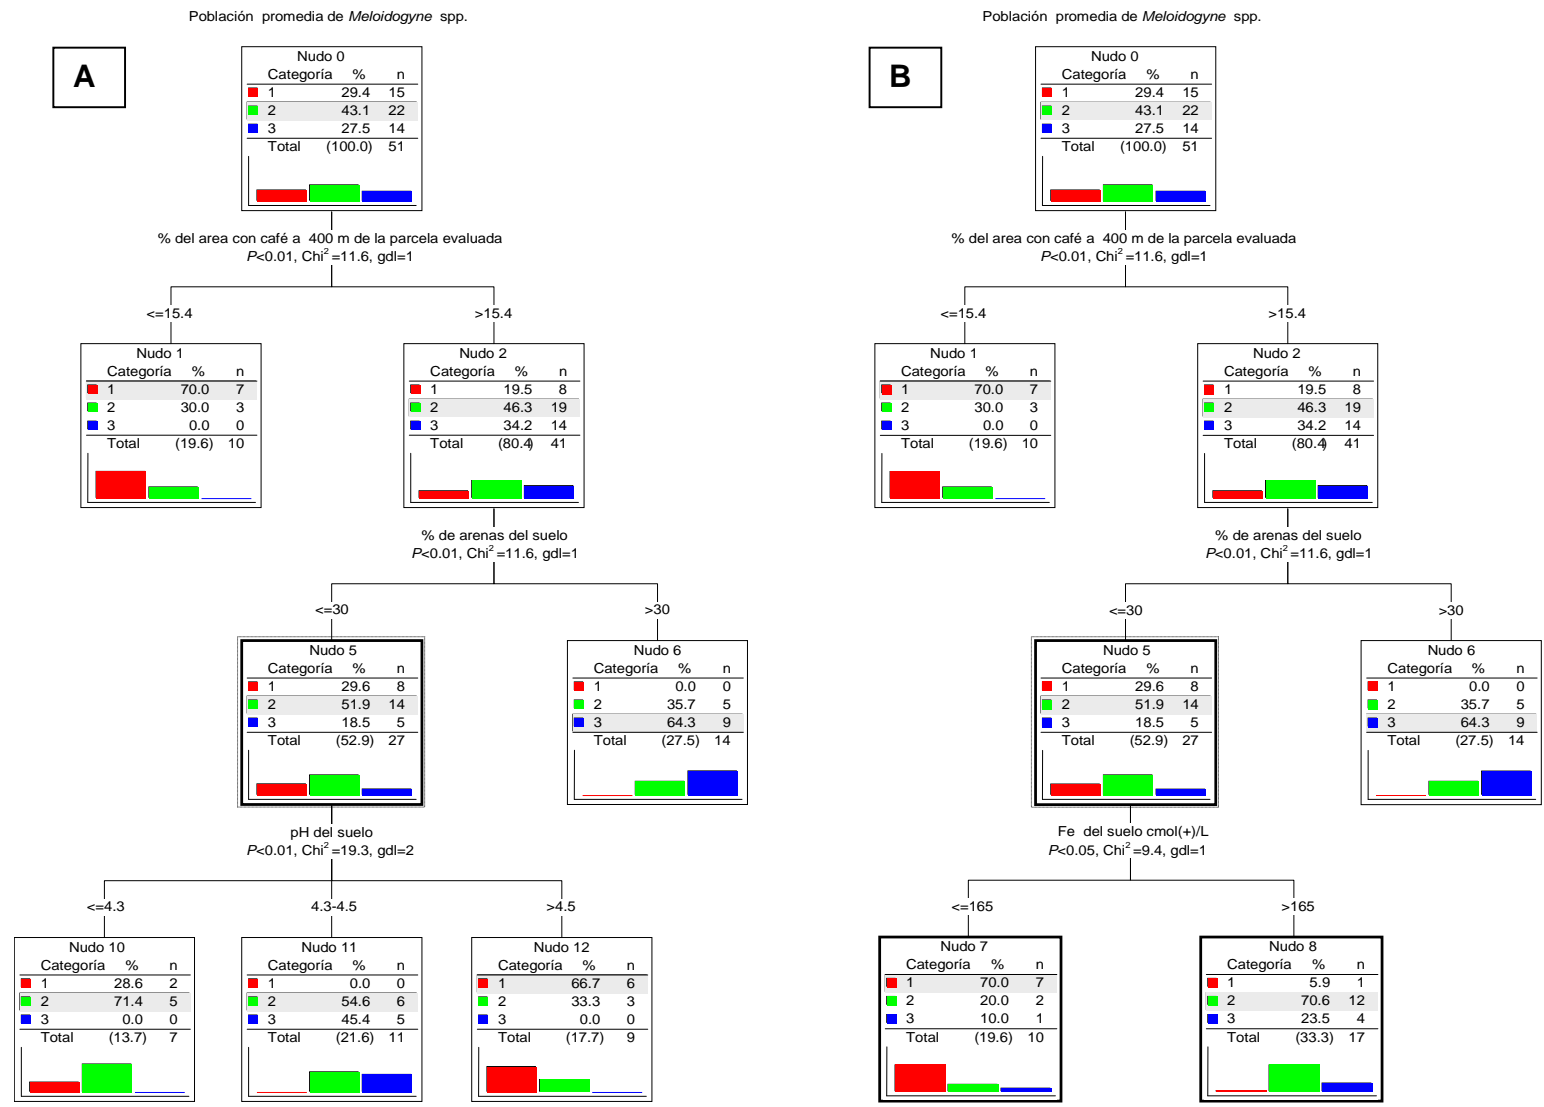 Población promedia de Meloidogyne spp.
A
Nudo 0
Categoría % n
1 29.4 15
2 43.1 22
3 27.5 14
Total (100.0) 51
% del area con café a 400 m de la parcela evaluada
P<0.01, Chi²=11.6, gdl=1
<=15.4
>15.4
Nudo 1
Categoría % n
1 70.0 7
2 30.0 3
3 0.0 0
Total (19.6) 10
Nudo 2
Categoría % n
1 19.5 8
2 46.3 19
3 34.2 14
Total (80.4) 41
% de arenas del suelo
P<0.01, Chi²=11.6, gdl=1
<=30
>30
Nudo 5
Categoría % n
1 29.6 8
2 51.9 14
3 18.5 5
Total (52.9) 27
Nudo 6
Categoría % n
1 0.0 0
2 35.7 5
3 64.3 9
Total (27.5) 14
pH del suelo
P<0.01, Chi²=19.3, gdl=2
<=4.3
4.3-4.5
>4.5
Nudo 10
Categoría % n
1 28.6 2
2 71.4 5
3 0.0 0
Total (13.7) 7
Nudo 11
Categoría % n
1 0.0 0
2 54.6 6
3 45.4 5
Total (21.6) 11
Nudo 12
Categoría % n
1 66.7 6
2 33.3 3
3 0.0 0
Total (17.7) 9
Población promedia de Meloidogyne spp.
B
Nudo 0
Categoría % n
1 29.4 15
2 43.1 22
3 27.5 14
Total (100.0) 51
% del area con café a 400 m de la parcela evaluada
P<0.01, Chi²=11.6, gdl=1
<=15.4
>15.4
Nudo 1
Categoría % n
1 70.0 7
2 30.0 3
3 0.0 0
Total (19.6) 10
Nudo 2
Categoría % n
1 19.5 8
2 46.3 19
3 34.2 14
Total (80.4) 41
% de arenas del suelo
P<0.01, Chi²=11.6, gdl=1
<=30
>30
Nudo 5
Categoría % n
1 29.6 8
2 51.9 14
3 18.5 5
Total (52.9) 27
Nudo 6
Categoría % n
1 0.0 0
2 35.7 5
3 64.3 9
Total (27.5) 14
Fe del suelo cmol(+)/L
P<0.05, Chi²=9.4, gdl=1
<=165
>165
Nudo 7
Categoría % n
1 70.0 7
2 20.0 2
3 10.0 1
Total (19.6) 10
Nudo 8
Categoría % n
1 5.9 1
2 70.6 12
3 23.5 4
Total (33.3) 17